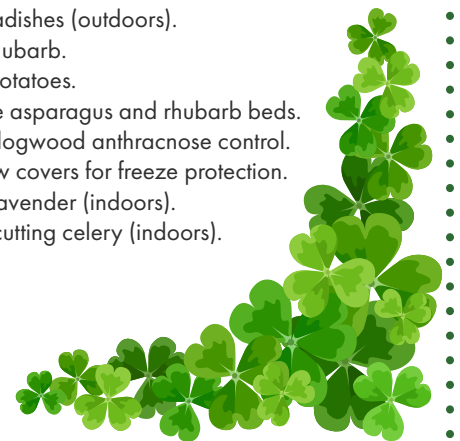 adishes (outdoors).
ubarb.
otatoes.
e asparagus and rhubarb beds.
logwood anthracnose control.
w covers for freeze protection.
avender (indoors).
cutting celery (indoors).